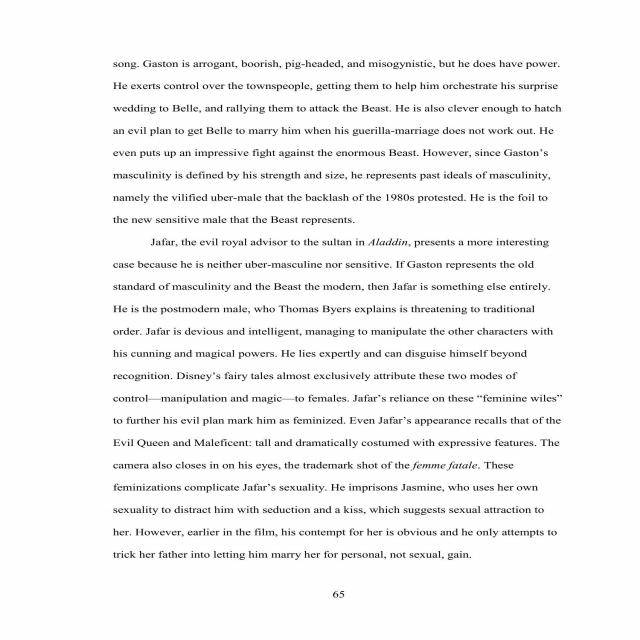 song. Gaston is arrogant, boorish, pig-headed, and misogynistic, but he does have power.
He exerts control over the townspeople, getting them to help him orchestrate his surprise
wedding to Belle, and rallying them to attack the Beast. He is also clever enough to hatch
an evil plan to get Belle to marry him when his guerilla-marriage does not work out. He
even puts up an impressive fight against the enormous Beast. However, since Gaston’s
masculinity is defined by his strength and size, he represents past ideals of masculinity,
namely the vilified uber-male that the backlash of the 1980s protested. He is the foil to
the new sensitive male that the Beast represents.
Jafar, the evil royal advisor to the sultan in Aladdin, presents a more interesting
case because he is neither uber-masculine nor sensitive. If Gaston represents the old
standard of masculinity and the Beast the modern, then Jafar is something else entirely.
He is the postmodern male, who Thomas Byers explains is threatening to traditional
order. Jafar is devious and intelligent, managing to manipulate the other characters with
his cunning and magical powers. He lies expertly and can disguise himself beyond
recognition. Disney’s fairy tales almost exclusively attribute these two modes of
control—manipulation and magic—to females. Jafar’s reliance on these “feminine wiles”
to further his evil plan mark him as feminized. Even Jafar’s appearance recalls that of the
Evil Queen and Maleficent: tall and dramatically costumed with expressive features. The
camera also closes in on his eyes, the trademark shot of the femme fatale. These
feminizations complicate Jafar’s sexuality. He imprisons Jasmine, who uses her own
sexuality to distract him with seduction and a kiss, which suggests sexual attraction to
her. However, earlier in the film, his contempt for her is obvious and he only attempts to
trick her father into letting him marry her for personal, not sexual, gain.
65